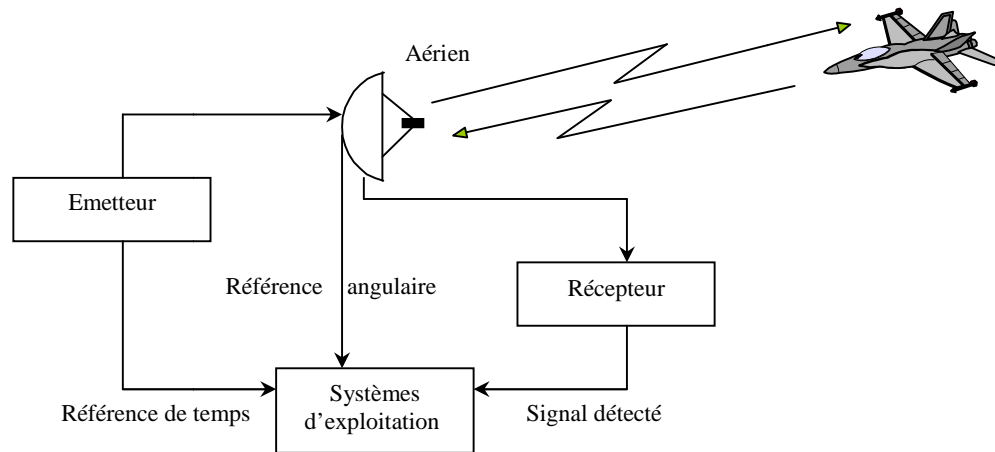 Aérien
Emetteur
Référence angulaire
Récepteur
Systèmes
d'exploitation
Référence de temps
Signal détecté